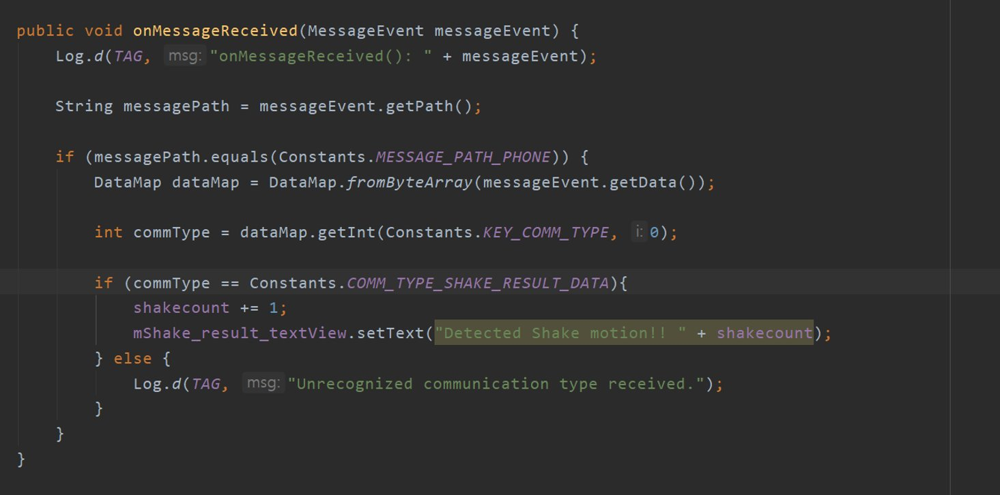 public void onMessageReceived(MessageEvent messageEvent) {
Log.d(TAG, msg: "onMessageReceived(): " + messageEvent);
String messagePath = messageEvent.getPath();
if (messagePath.equals(Constants.MESSAGE_PATH_PHONE)) {
DataMap dataMap = DataMap.fromByteArray(messageEvent.getData());
int commType = dataMap.getInt(Constants.KEY_COMM_TYPE, i: 0);
if (commType == Constants.COMM_TYPE_SHAKE_RESULT_DATA){
shakecount += 1;
mShake_result_textView.setText("Detected Shake motion!! " + shakecount);
} else {
Log.d(TAG, msg: "Unrecognized communication type received.");
}
}
}